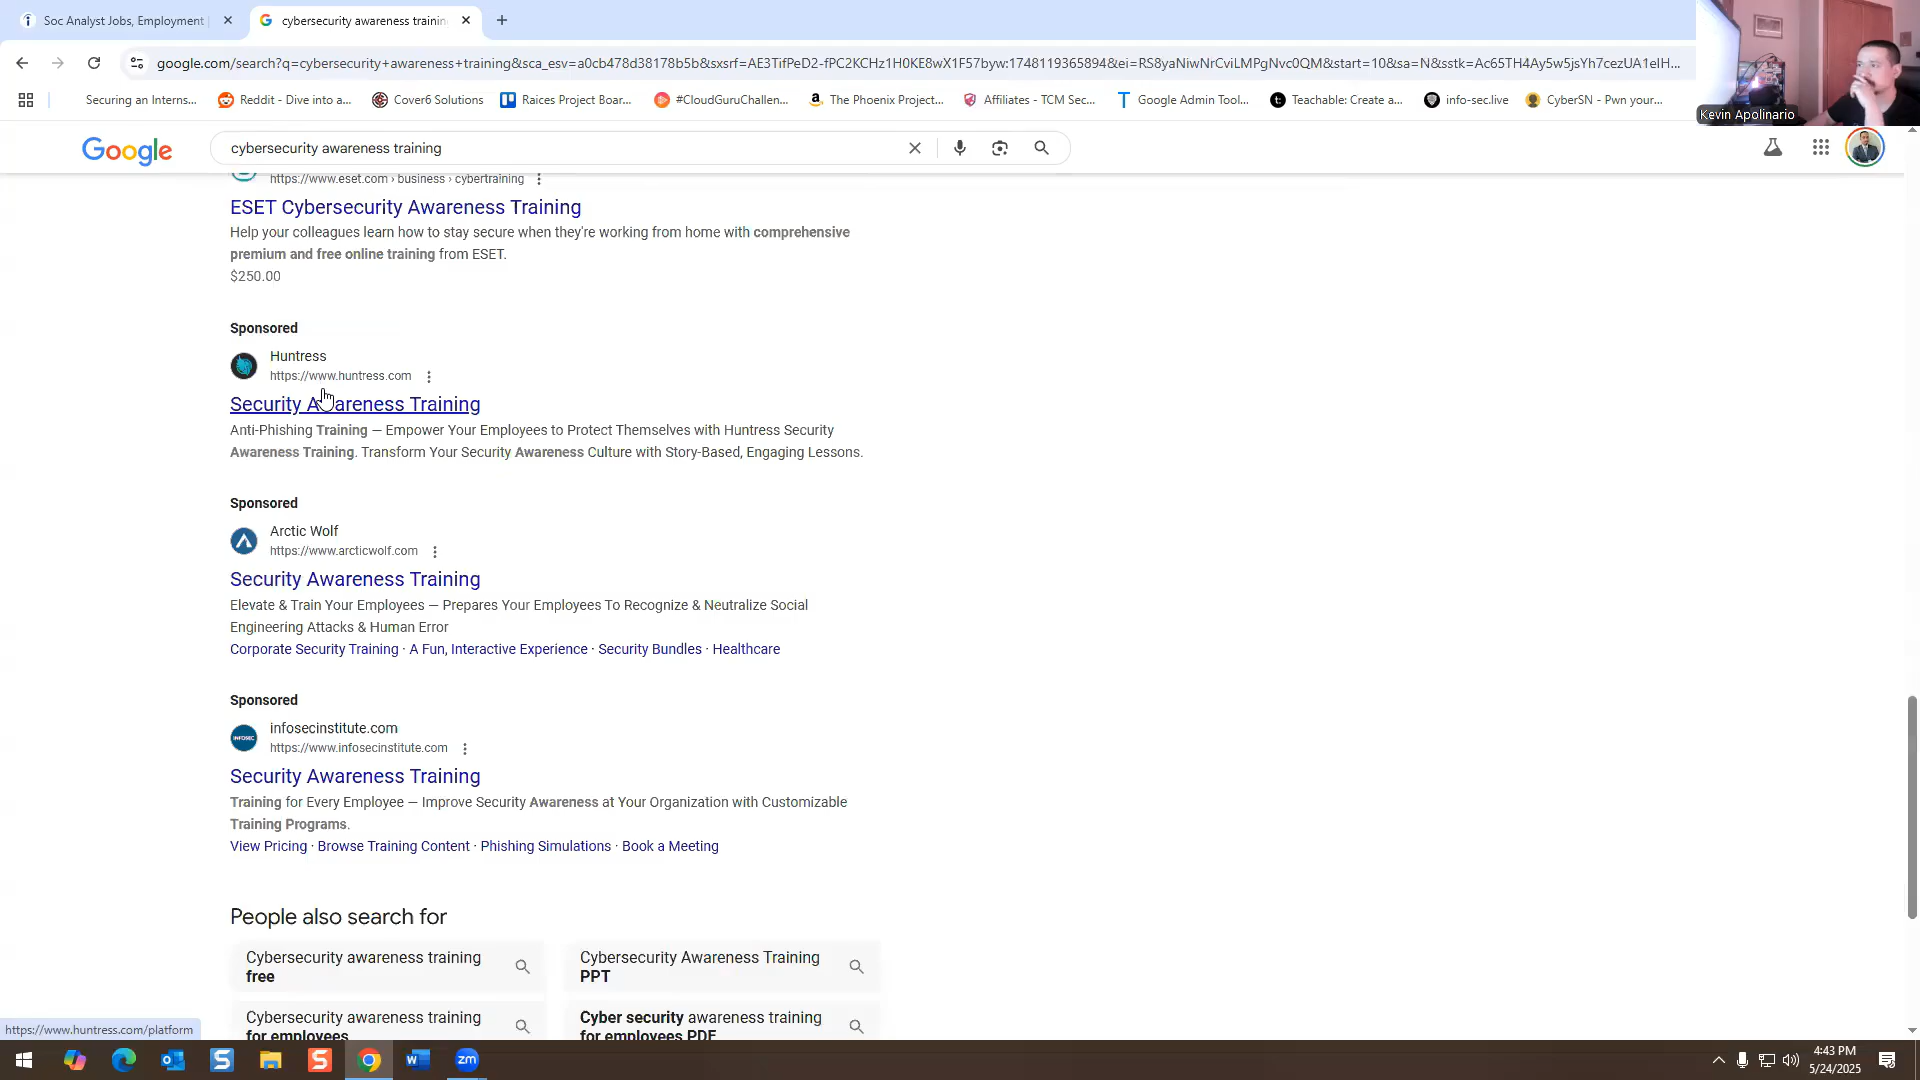 Soc Analyst Jobs, Employment
cybersecurity awareness trainin
google.com/search?q=cybersecurity+awareness+training&sca_esv=a0cb478d38178b5b&sxsrf=AE3TifPeD2-fPC2KCHz1H0KE8wX1F57byw:1748119365894&ei=RS8yaNiwNrCviLMPgNvc0QM&start=10&sa=N&sstk=Ac65TH4Ay5w5jsYh7cezUA1eIH...
Securing an Interns...
Reddit - Dive into a...
Cover6 Solutions
Raices Project Boar...
#CloudGuruChallen...
The Phoenix Project...
Affiliates - TCM Sec...
Google Admin Tool...
Teachable: Create a...
info-sec.live
CyberSN - Pwn your...
Kevin Apolinario
Google
cybersecurity awareness training
https://www.eset.com › business › cybertraining
ESET Cybersecurity Awareness Training
Help your colleagues learn how to stay secure when they're working from home with comprehensive
premium and free online training from ESET.
$250.00
Sponsored
Huntress
https://www.huntress.com
Security Awareness Training
Anti-Phishing Training — Empower Your Employees to Protect Themselves with Huntress Security
Awareness Training. Transform Your Security Awareness Culture with Story-Based, Engaging Lessons.
Sponsored
Arctic Wolf
https://www.arcticwolf.com
Security Awareness Training
Elevate & Train Your Employees — Prepares Your Employees To Recognize & Neutralize Social
Engineering Attacks & Human Error
Corporate Security Training · A Fun, Interactive Experience · Security Bundles · Healthcare
Sponsored
INFOSEC
infosecinstitute.com
https://www.infosecinstitute.com
Security Awareness Training
Training for Every Employee — Improve Security Awareness at Your Organization with Customizable
Training Programs.
View Pricing · Browse Training Content · Phishing Simulations · Book a Meeting
People also search for
Cybersecurity awareness training
free
Cybersecurity Awareness Training
PPT
Cybersecurity awareness training
for employees
Cyber security awareness training
for employees PDF
https://www.huntress.com/platform
zm
4:43 PM
5/24/2025